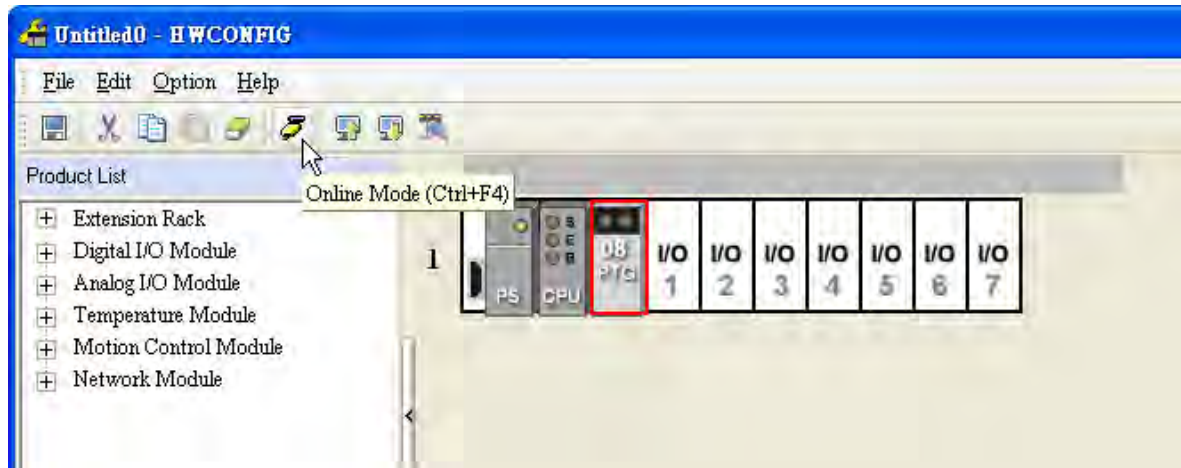 Untitled0 - HWCONFIG
File Edit Option Help
Product List
Online Mode (Ctrl+F4)
Extension Rack
Digital I/O Module
Analog I/O Module
Temperature Module
Motion Control Module
Network Module
1
PS
CPU
08
PTG
I/O 1
I/O 2
I/O 3
I/O 4
I/O 5
I/O 6
I/O 7